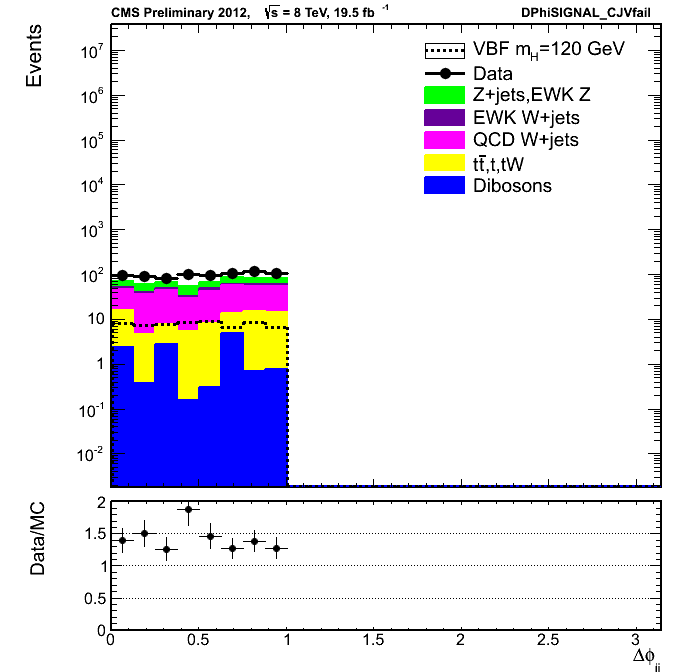 CMS Preliminary 2012, √s = 8 TeV, 19.5 fb⁻¹ DPhiSIGNAL_CJVfail
Events
VBF m_H=120 GeV
Data
Z+jets,EWK Z
EWK W+jets
QCD W+jets
tt̄,t,tW
Dibosons
10⁷
10⁶
10⁵
10⁴
10³
10²
10
1
10⁻¹
10⁻²
Data/MC
2
1.5
1
0.5
0
0 0.5 1 1.5 2 2.5 3
Δϕ_jj